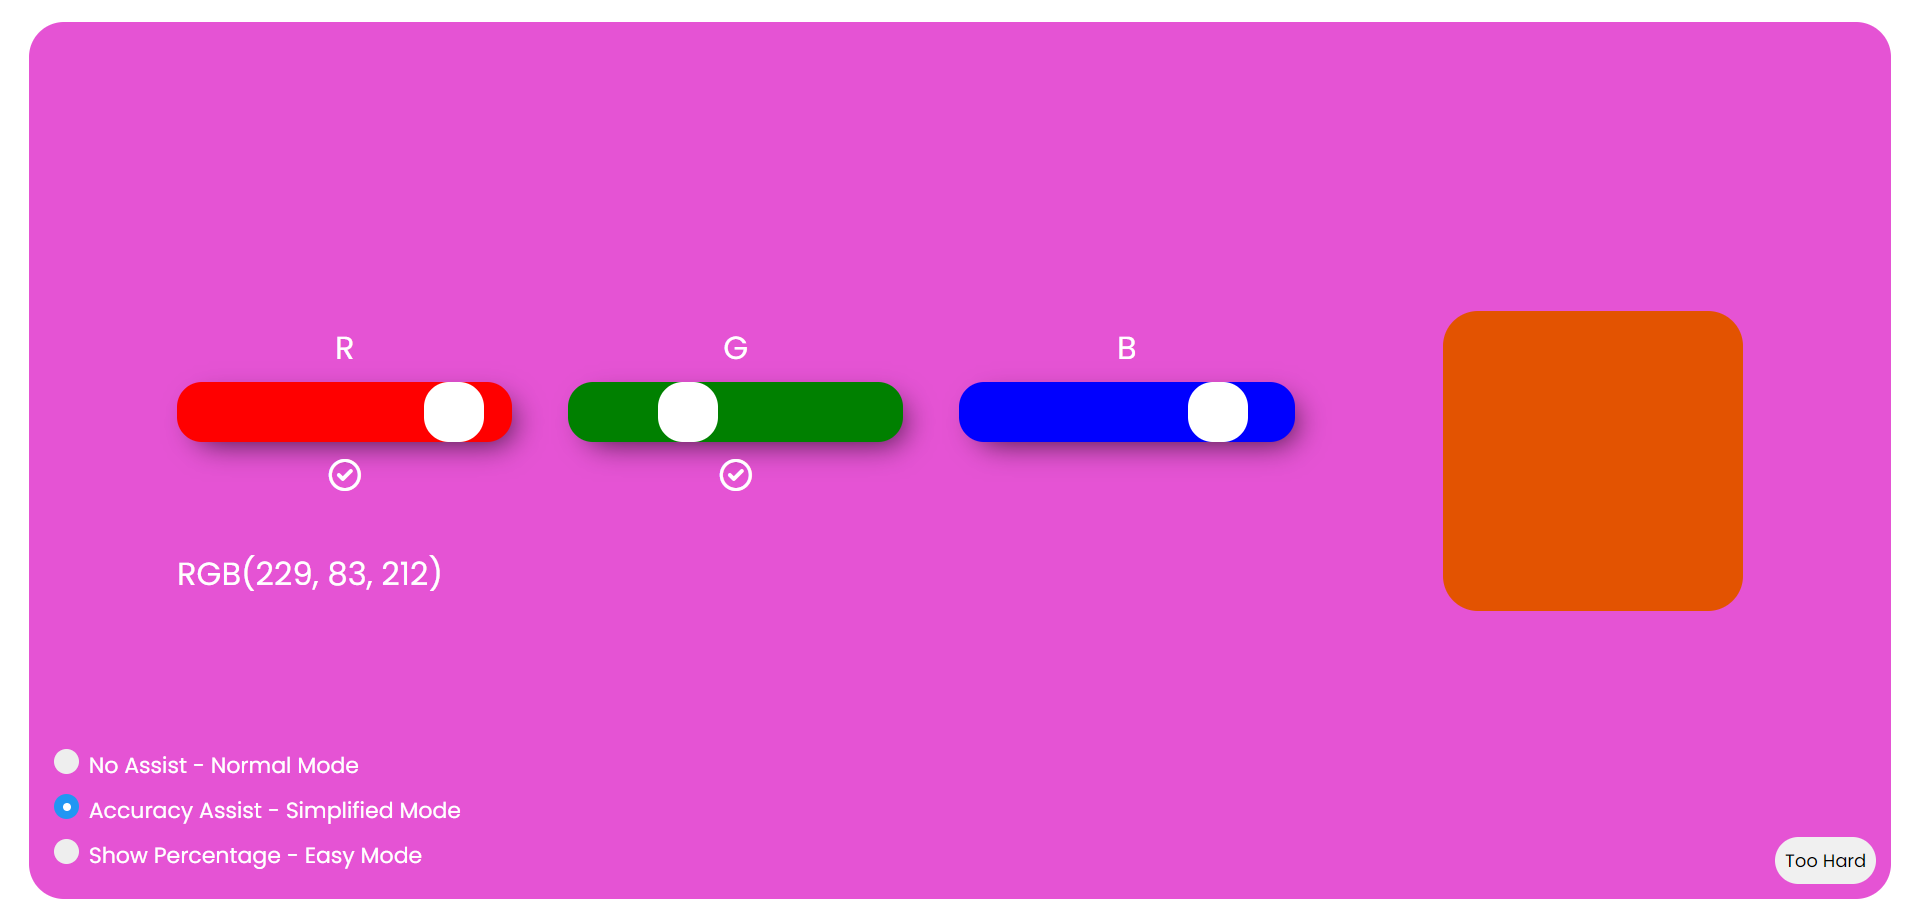 R
G
B
RGB(229, 83, 212)
No Assist - Normal Mode
Accuracy Assist - Simplified Mode
Show Percentage - Easy Mode
Too Hard